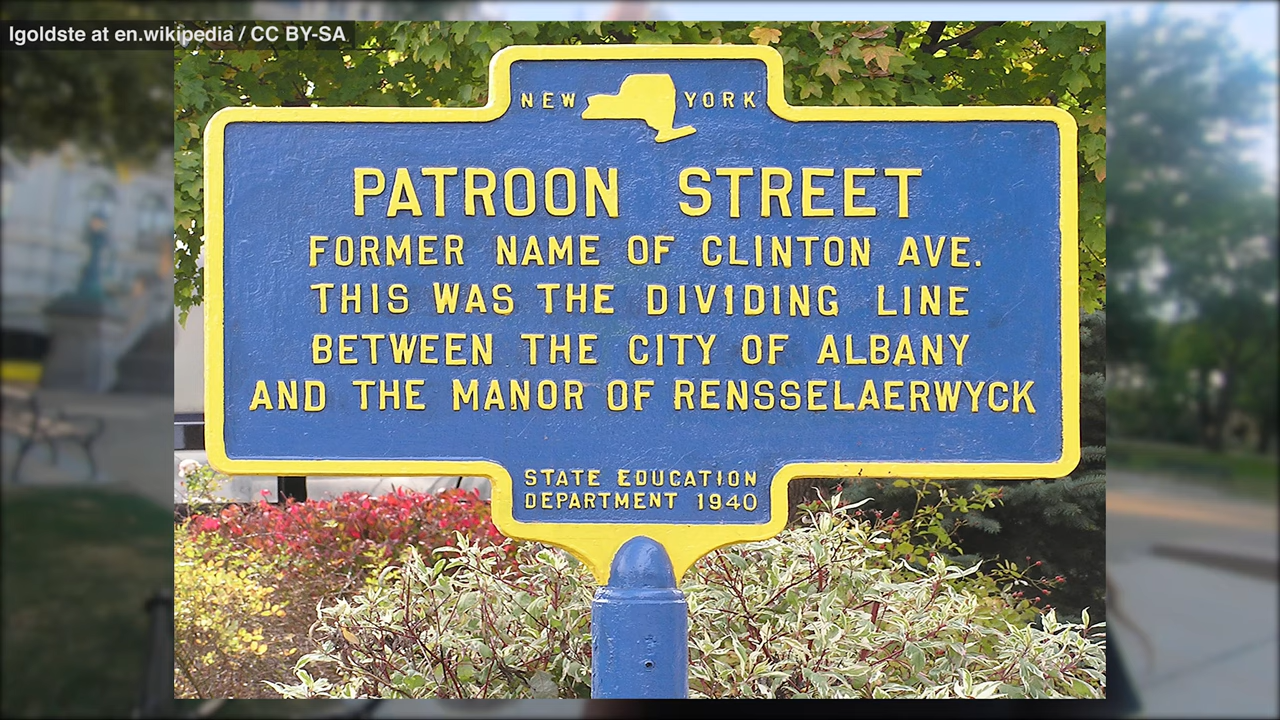 lgoldste at en.wikipedia / CC BY-SA
NEW YORK
PATROON STREET
FORMER NAME OF CLINTON AVE.
THIS WAS THE DIVIDING LINE
BETWEEN THE CITY OF ALBANY
AND THE MANOR OF RENSSELAERWYCK
STATE EDUCATION
DEPARTMENT 1940